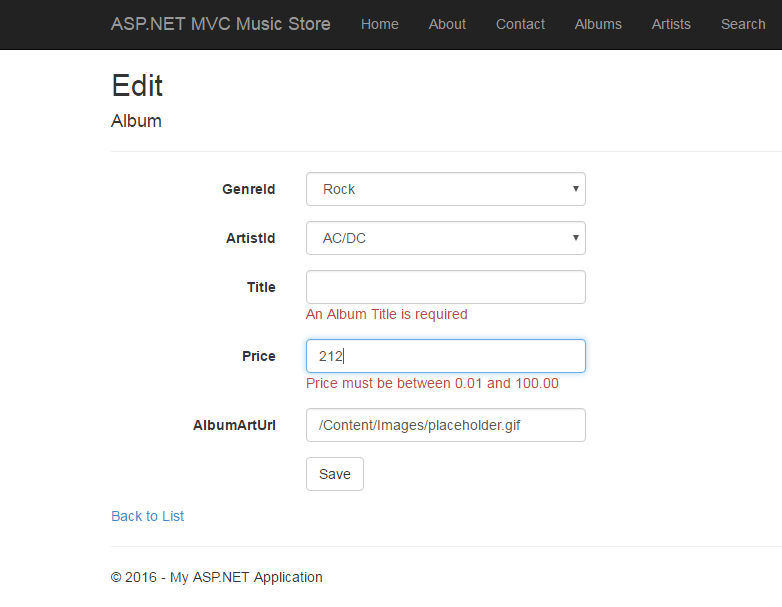 ASP.NET MVC Music Store Home About Contact Albums Artists Search
Edit
Album
GenreId Rock
ArtistId AC/DC
Title
An Album Title is required
Price 212
Price must be between 0.01 and 100.00
AlbumArtUrl /Content/Images/placeholder.gif
Save
Back to List
© 2016 - My ASP.NET Application